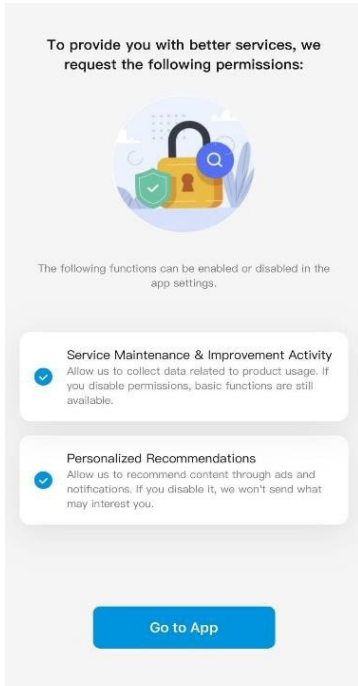 To provide you with better services, we
request the following permissions:
The following functions can be enabled or disabled in the
app settings.
Service Maintenance & Improvement Activity
Allow us to collect data related to product usage. If
you disable permissions, basic functions are still
available.
Personalized Recommendations
Allow us to recommend content through ads and
notifications. If you disable it, we won't send what
may interest you.
Go to App